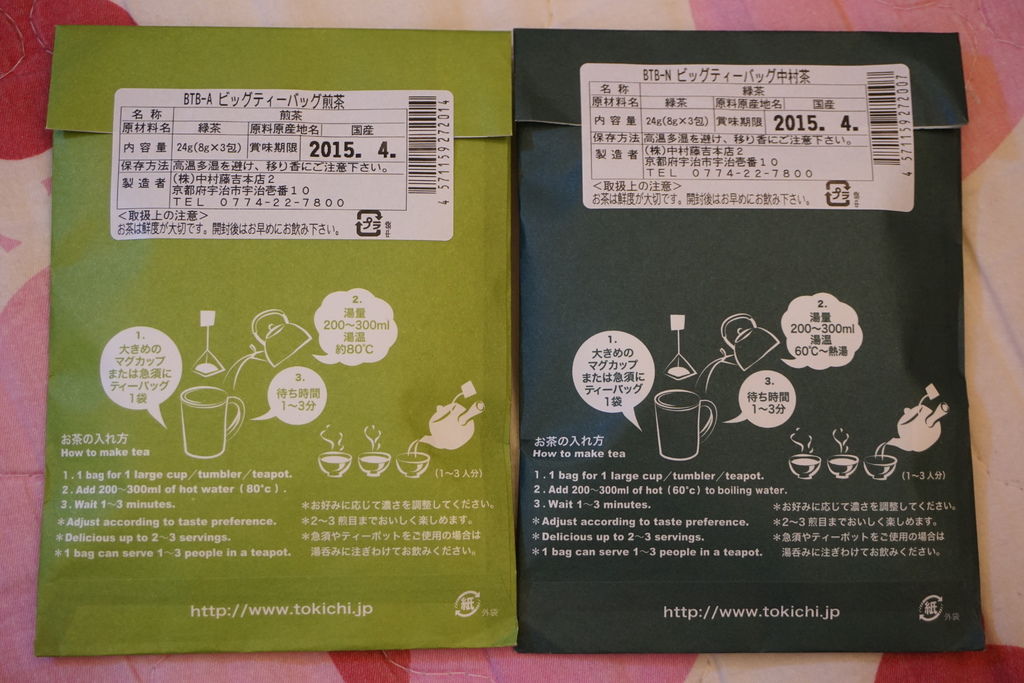 BTB-A ビッグティーバッグ煎茶
名 称 煎茶
原材料名 緑茶 原料原産地名 国産
内 容 量 24g(8g×3包) 賞味期限 2015. 4.
保存方法 高温多湿を避け、移り香にご注意下さい。
製 造 者 (株)中村藤吉本店2
京都府宇治市宇治壱番10
TEL 0774-22-7800
<取扱上の注意>
お茶は鮮度が大切です。開封後はお早めにお飲み下さい。
プラ
4 571159 272014
1.
大きめの
マグカップ
または急須に
ティーバッグ
1袋
2.
湯量
200〜300ml
湯温
約80℃
3.
待ち時間
1〜3分
(1〜3人分)
お茶の入れ方
How to make tea
1. 1 bag for 1 large cup/tumbler/teapot.
2. Add 200〜300ml of hot water (80°c).
3. Wait 1〜3 minutes.
*Adjust according to taste preference.
*Delicious up to 2〜3 servings.
*1 bag can serve 1〜3 people in a teapot.
*お好みに応じて濃さを調整してください。
*2〜3煎目までおいしく楽しめます。
*急須やティーポットをご使用の場合は
湯呑みに注ぎわけてお飲みください。
http://www.tokichi.jp
紙 外袋
BTB-N ビッグティーバッグ中村茶
名 称 緑茶
原材料名 緑茶 原料原産地名 国産
内 容 量 24g(8g×3包) 賞味期限 2015. 4.
保存方法 高温多湿を避け、移り香にご注意下さい。
製 造 者 (株)中村藤吉本店2
京都府宇治市宇治壱番10
TEL 0774-22-7800
<取扱上の注意>
お茶は鮮度が大切です。開封後はお早めにお飲み下さい。
プラ
4 571159 272007
1.
大きめの
マグカップ
または急須に
ティーバッグ
1袋
2.
湯量
200〜300ml
湯温
60℃〜熱湯
3.
待ち時間
1〜3分
(1〜3人分)
お茶の入れ方
How to make tea
1. 1 bag for 1 large cup/tumbler/teapot.
2. Add 200〜300ml of hot (60°c) to boiling water.
3. Wait 1〜3 minutes.
*Adjust according to taste preference.
*Delicious up to 2〜3 servings.
*1 bag can serve 1〜3 people in a teapot.
*お好みに応じて濃さを調整してください。
*2〜3煎目までおいしく楽しめます。
*急須やティーポットをご使用の場合は
湯呑みに注ぎわけてお飲みください。
http://www.tokichi.jp
紙 外袋